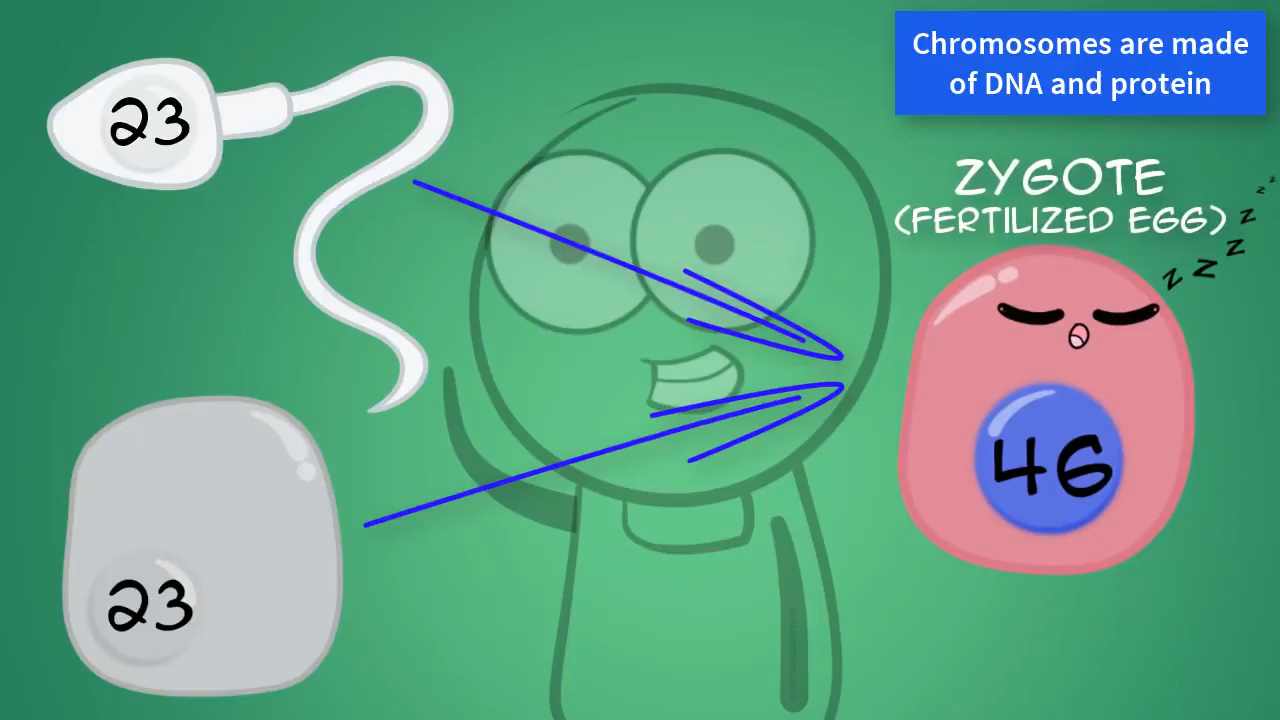 Chromosomes are made
of DNA and protein
23
ZYGOTE
(FERTILIZED EGG)
z z z z z z
46
23